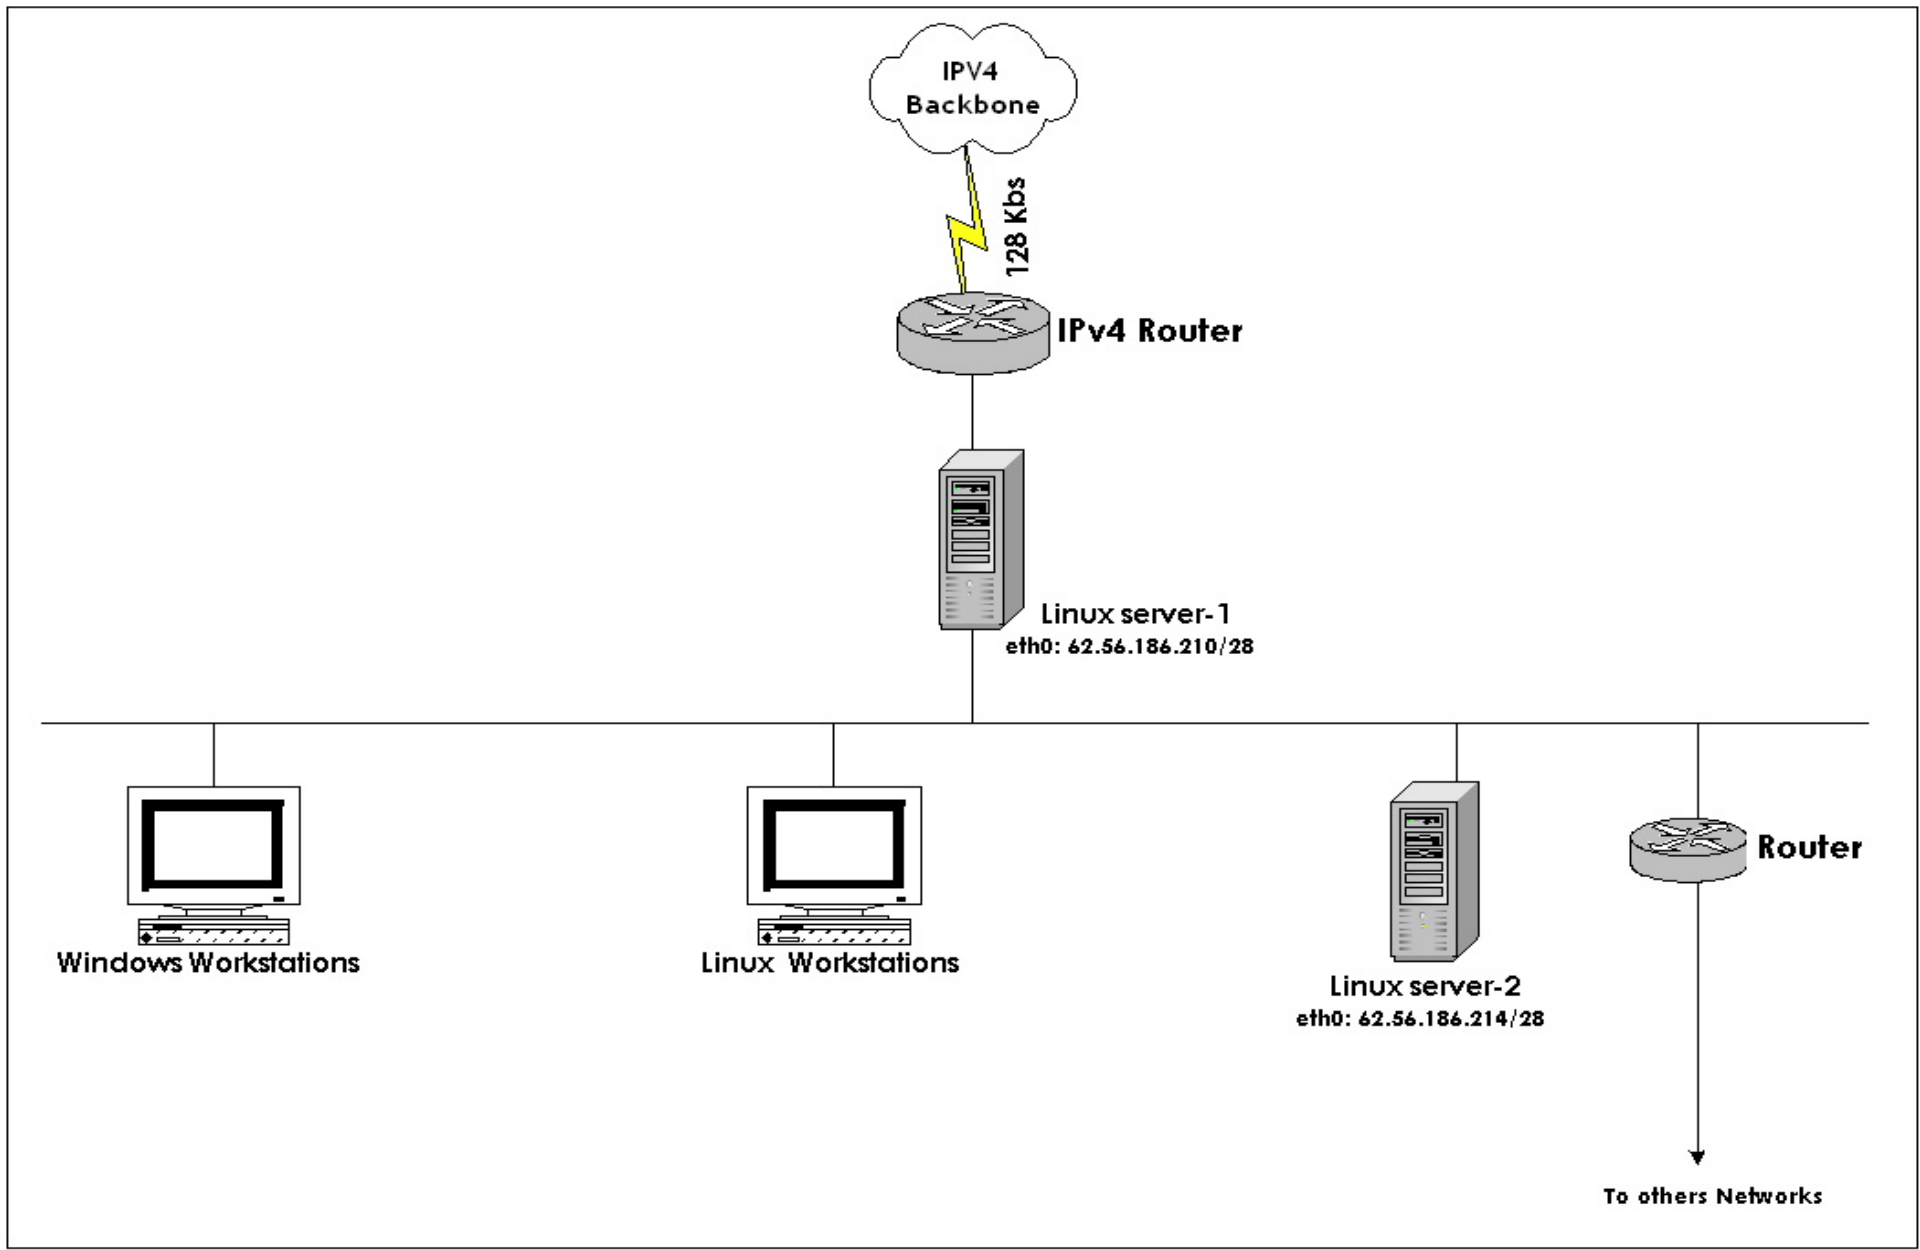 IPV4
Backbone
128 Kbs
IPv4 Router
Linux server-1
eth0: 62.56.186.210/28
Router
Windows Workstations
Linux Workstations
Linux server-2
eth0: 62.56.186.214/28
To others Networks